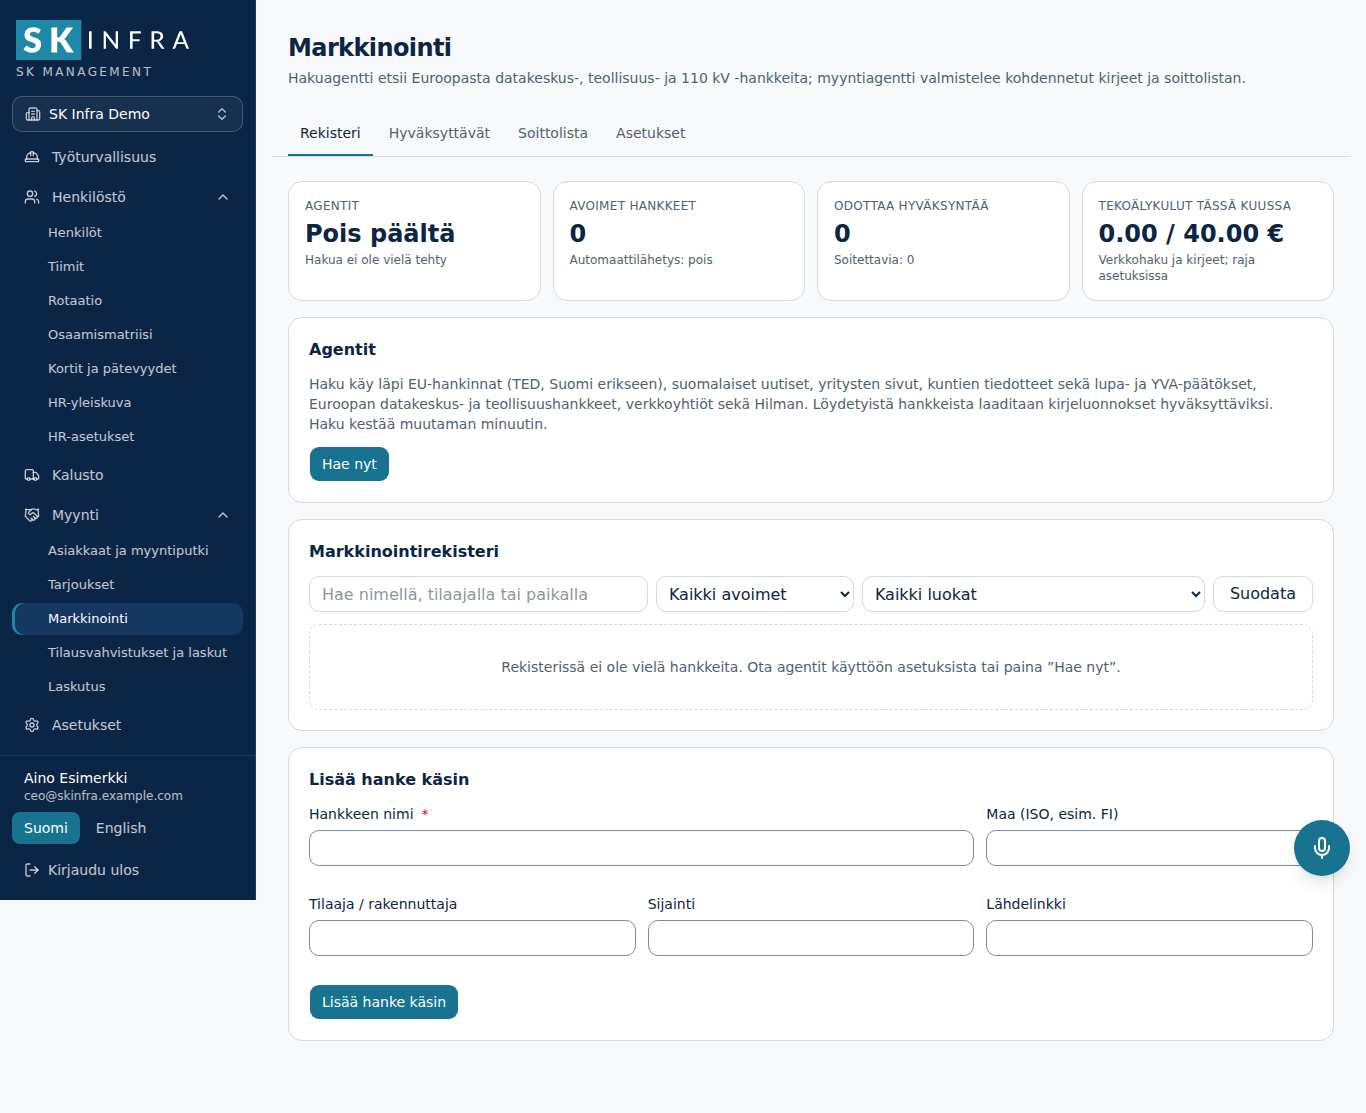 SK INFRA
SK MANAGEMENT
SK Infra Demo
Työturvallisuus
Henkilöstö
Henkilöt
Tiimit
Rotaatio
Osaamismatriisi
Kortit ja pätevyydet
HR-yleiskuva
HR-asetukset
Kalusto
Myynti
Asiakkaat ja myyntiputki
Tarjoukset
Markkinointi
Tilausvahvistukset ja laskut
Laskutus
Asetukset
Aino Esimerkki
ceo@skinfra.example.com
Suomi English
Kirjaudu ulos
Markkinointi
Hakuagentti etsii Euroopasta datakeskus-, teollisuus- ja 110 kV -hankkeita; myyntiagentti valmistelee kohdennetut kirjeet ja soittolistan.
Rekisteri Hyväksyttävät Soittolista Asetukset
AGENTIT
Pois päältä
Hakua ei ole vielä tehty
AVOIMET HANKKEET
0
Automaattilähetys: pois
ODOTTAA HYVÄKSYNTÄÄ
0
Soitettavia: 0
TEKOÄLYKULUT TÄSSÄ KUUSSA
0.00 / 40.00 €
Verkkohaku ja kirjeet; raja
asetuksissa
Agentit
Haku käy läpi EU-hankinnat (TED, Suomi erikseen), suomalaiset uutiset, yritysten sivut, kuntien tiedotteet sekä lupa- ja YVA-päätökset,
Euroopan datakeskus- ja teollisuushankkeet, verkkoyhtiöt sekä Hilman. Löydetyistä hankkeista laaditaan kirjeluonnokset hyväksyttäviksi.
Haku kestää muutaman minuutin.
Hae nyt
Markkinointirekisteri
Hae nimellä, tilaajalla tai paikalla Kaikki avoimet Kaikki luokat Suodata
Rekisterissä ei ole vielä hankkeita. Ota agentit käyttöön asetuksista tai paina ”Hae nyt”.
Lisää hanke käsin
Hankkeen nimi * Maa (ISO, esim. FI)
Tilaaja / rakennuttaja Sijainti Lähdelinkki
Lisää hanke käsin